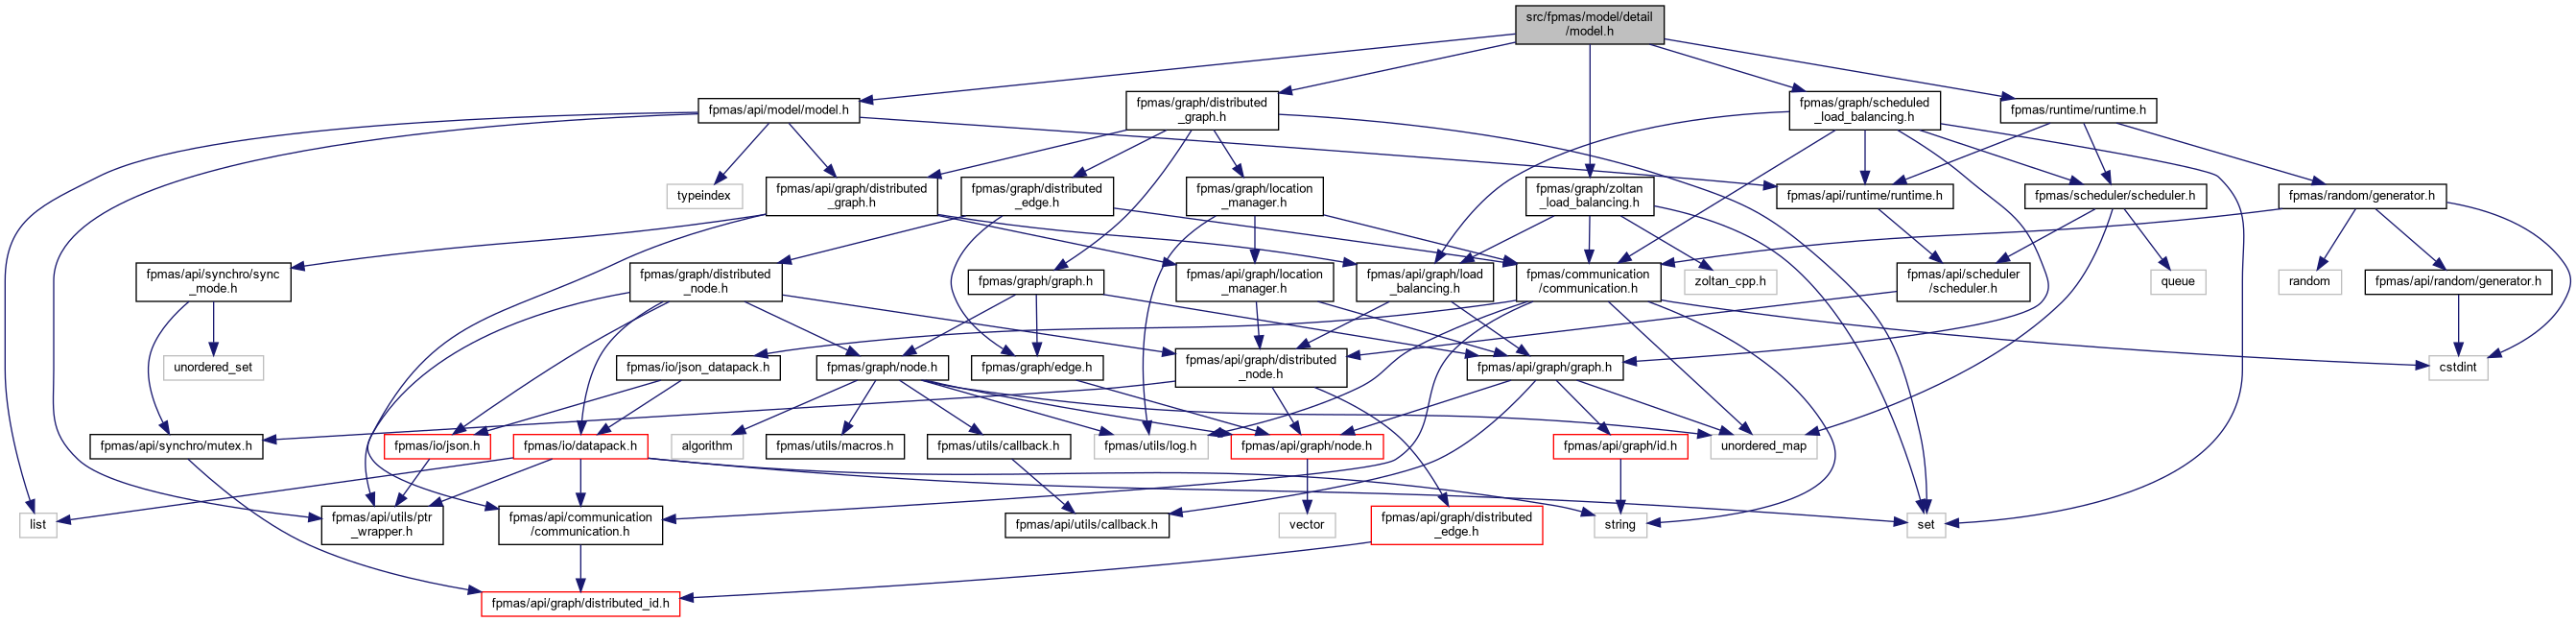 src/fpmas/model/detail
/model.h
fpmas/api/model/model.h
fpmas/graph/distributed
_graph.h
fpmas/graph/scheduled
_load_balancing.h
fpmas/runtime/runtime.h
typeindex
fpmas/api/graph/distributed
_graph.h
fpmas/graph/distributed
_edge.h
fpmas/graph/location
_manager.h
fpmas/graph/zoltan
_load_balancing.h
fpmas/api/runtime/runtime.h
fpmas/scheduler/scheduler.h
fpmas/random/generator.h
fpmas/api/synchro/sync
_mode.h
fpmas/graph/distributed
_node.h
fpmas/graph/graph.h
fpmas/api/graph/location
_manager.h
fpmas/api/graph/load
_balancing.h
fpmas/communication
/communication.h
zoltan_cpp.h
fpmas/api/scheduler
/scheduler.h
queue
random
fpmas/api/random/generator.h
unordered_set
fpmas/io/json_datapack.h
fpmas/graph/node.h
fpmas/graph/edge.h
fpmas/api/graph/distributed
_node.h
fpmas/api/graph/graph.h
cstdint
fpmas/api/synchro/mutex.h
fpmas/io/json.h
fpmas/io/datapack.h
algorithm
fpmas/utils/macros.h
fpmas/utils/callback.h
fpmas/utils/log.h
fpmas/api/graph/node.h
fpmas/api/graph/id.h
unordered_map
list
fpmas/api/utils/ptr
_wrapper.h
fpmas/api/communication
/communication.h
fpmas/api/utils/callback.h
vector
fpmas/api/graph/distributed
_edge.h
string
set
fpmas/api/graph/distributed_id.h